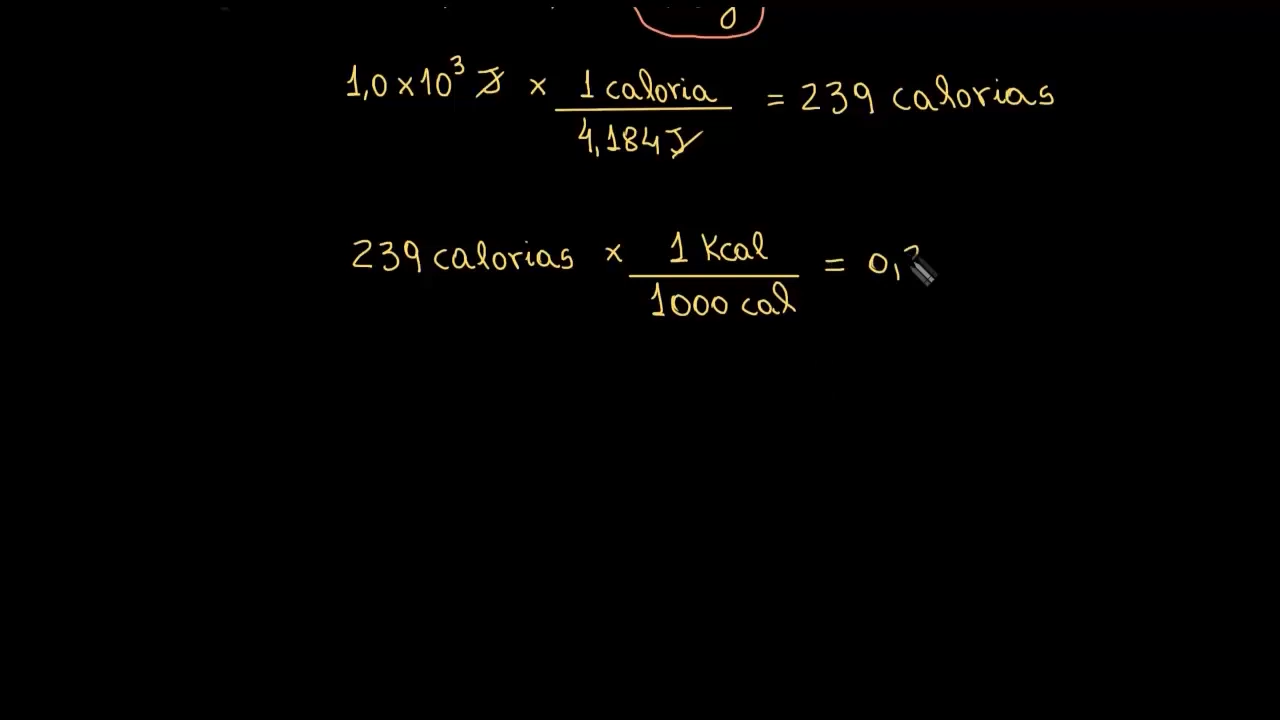 1,0 x 10³ J x 1 caloria / 4,184 J = 239 calorias
239 calorias x 1 Kcal / 1000 cal = 0,